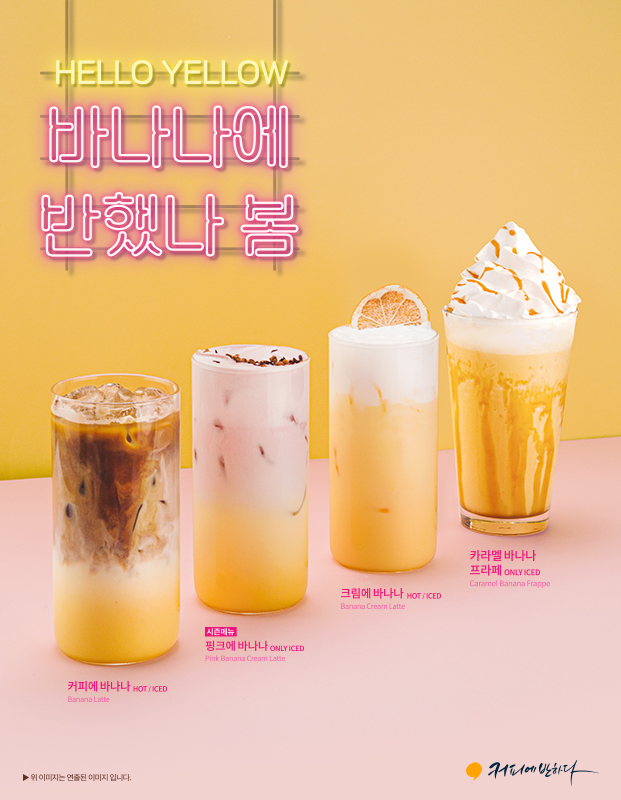 HELLO YELLOW
바나나에
반했나 봄
카라멜 바나나
프라페 ONLY ICED
Caramel Banana Frappe
크림에 바나나 HOT / ICED
Banana Cream Latte
시즌메뉴
핑크에 바나나 ONLY ICED
Pink Banana Cream Latte
커피에 바나나 HOT / ICED
Banana Latte
▶ 위 이미지는 연출된 이미지 입니다.
커피에반하다